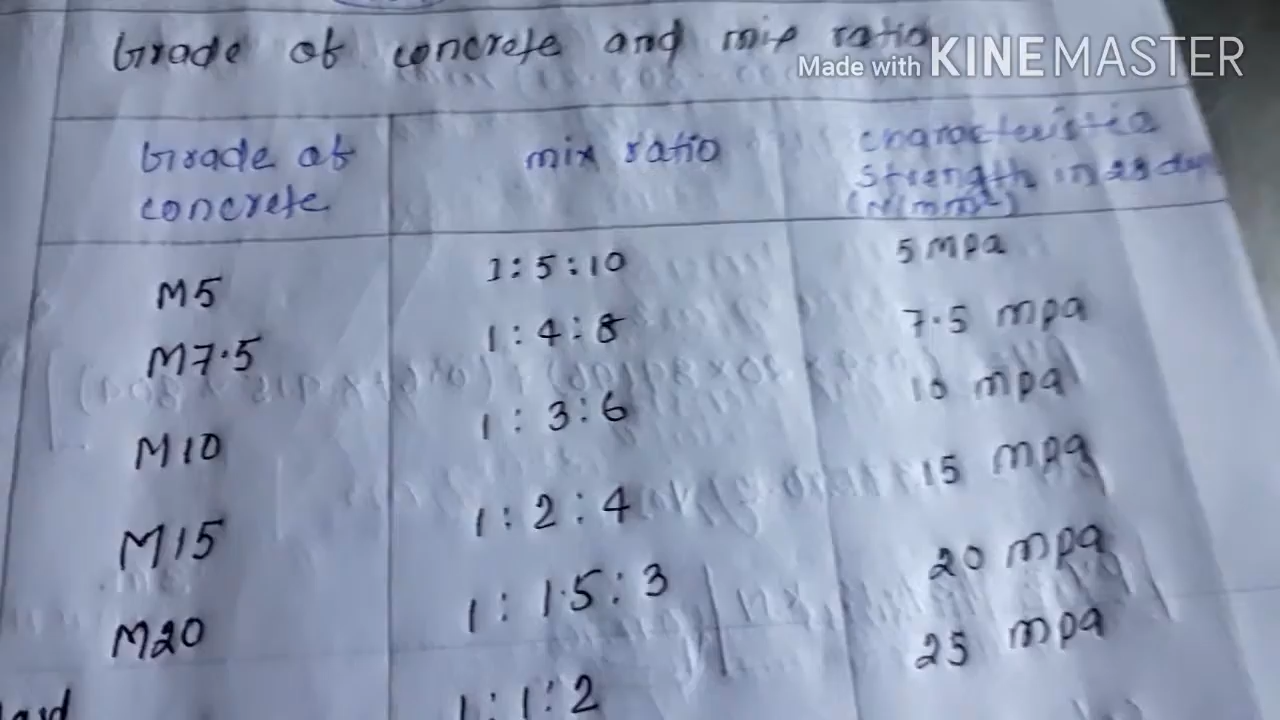 Grade of concrete and mix ratio
Made with KINEMASTER
Grade of concrete
mix ratio
characteristic strength in 28 days (N/mm²)
M5 1:5:10 5 mpa
M7.5 1:4:8 7.5 mpa
M10 1:3:6 10 mpa
M15 1:2:4 15 mpa
M20 1:1.5:3 20 mpa
1:1:2 25 mpa